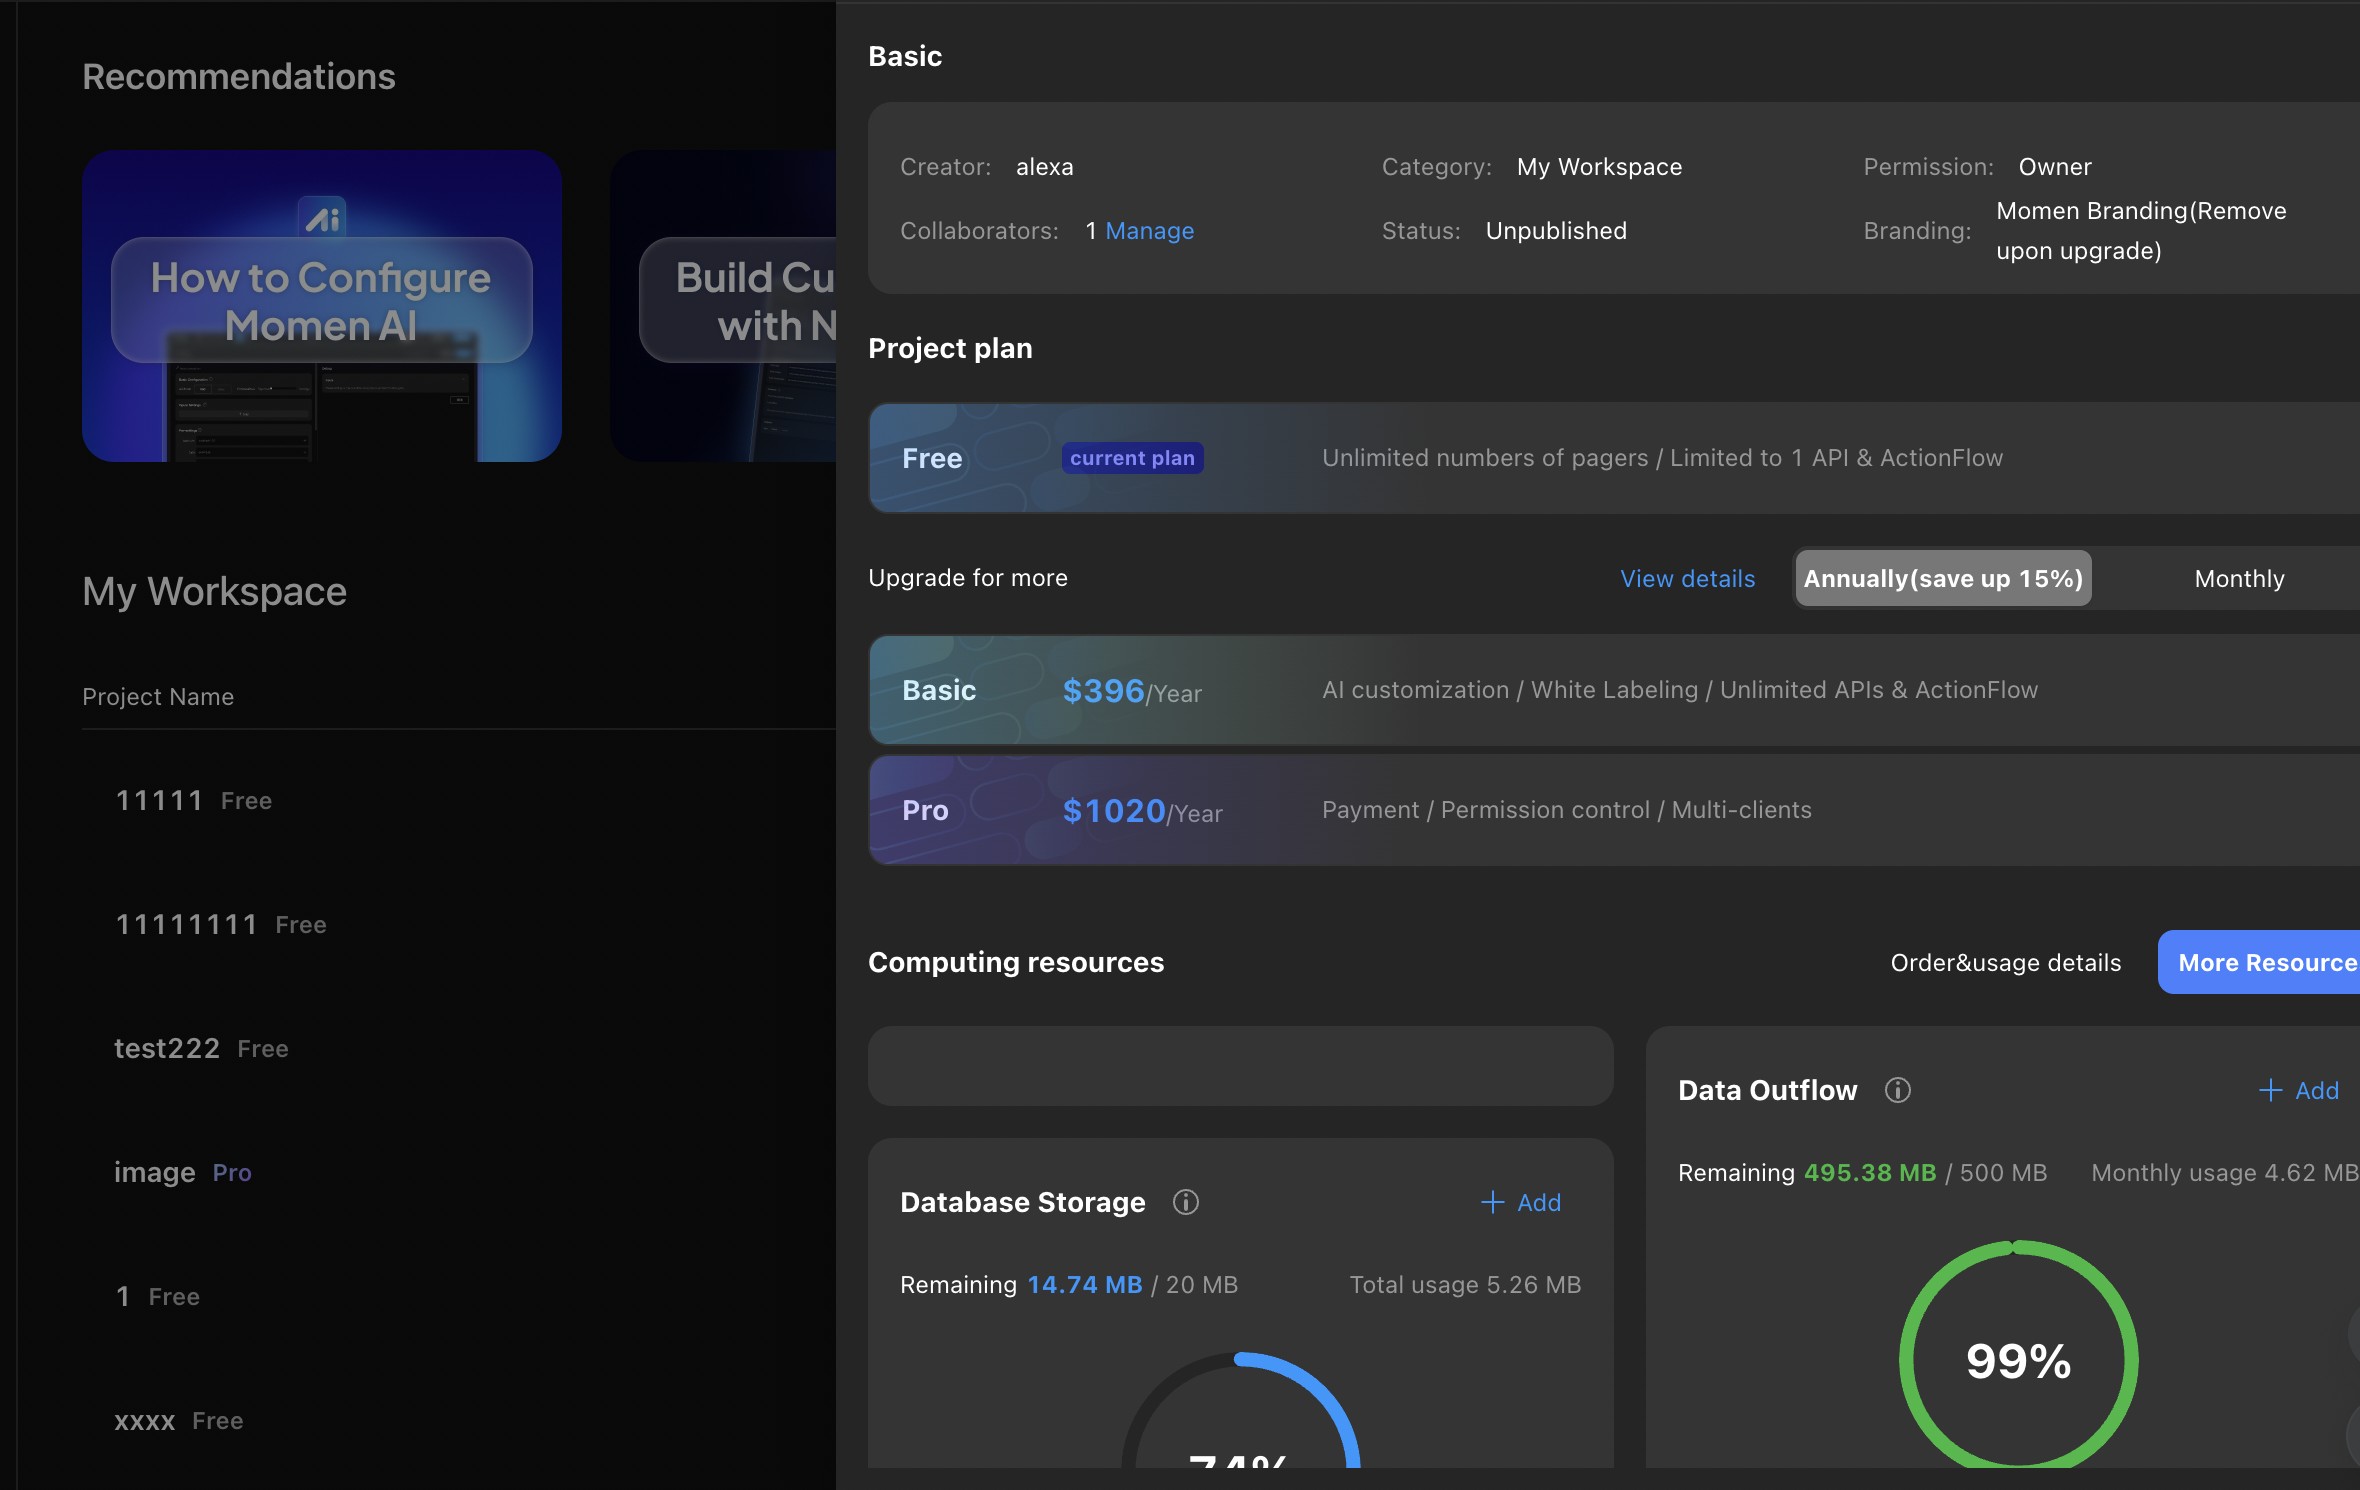 Recommendations
Ai
How to Configure
Momen AI
Build Cu
with N
My Workspace
Project Name
11111 Free
11111111 Free
test222 Free
image Pro
1 Free
xxxx Free
Basic
Creator: alexa
Category: My Workspace
Permission: Owner
Collaborators: 1 Manage
Status: Unpublished
Branding: Momen Branding(Remove
upon upgrade)
Project plan
Free current plan Unlimited numbers of pagers / Limited to 1 API & ActionFlow
Upgrade for more View details Annually(save up 15%) Monthly
Basic $396/Year AI customization / White Labeling / Unlimited APIs & ActionFlow
Pro $1020/Year Payment / Permission control / Multi-clients
Computing resources Order&usage details More Resource
Database Storage + Add
Remaining 14.74 MB / 20 MB Total usage 5.26 MB
74%
Data Outflow + Add
Remaining 495.38 MB / 500 MB Monthly usage 4.62 MB
99%